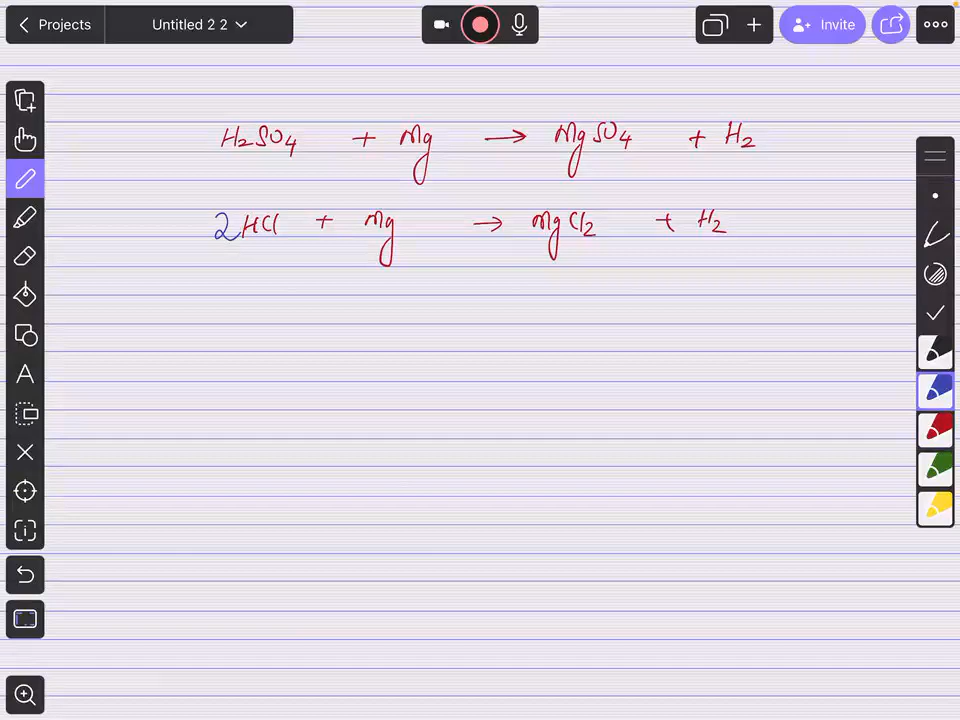 Projects Untitled 2 2 Invite
H2SO4 + Mg → MgSO4 + H2
2HCl + Mg → MgCl2 + H2